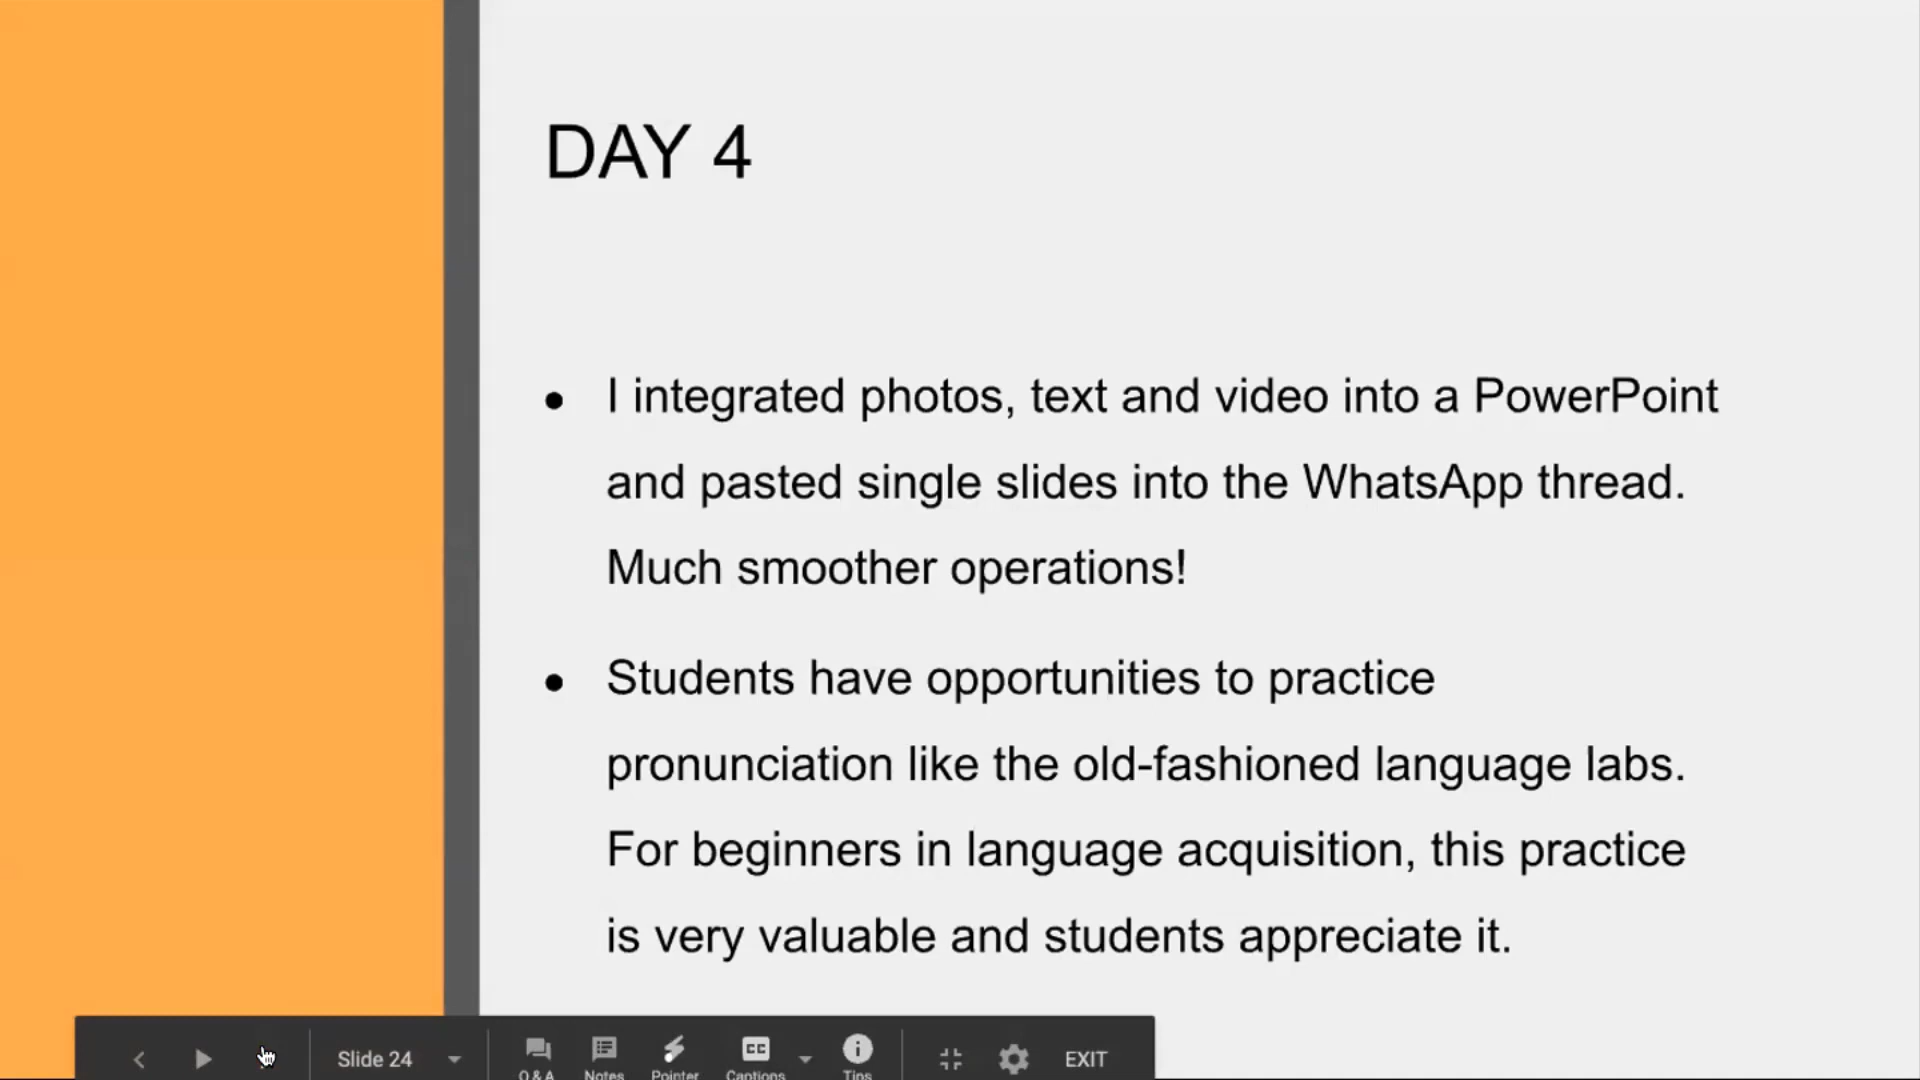 DAY 4
● I integrated photos, text and video into a PowerPoint
and pasted single slides into the WhatsApp thread.
Much smoother operations!
● Students have opportunities to practice
pronunciation like the old-fashioned language labs.
For beginners in language acquisition, this practice
is very valuable and students appreciate it.
Slide 24 Q & A Notes Pointer CC Captions Tips EXIT